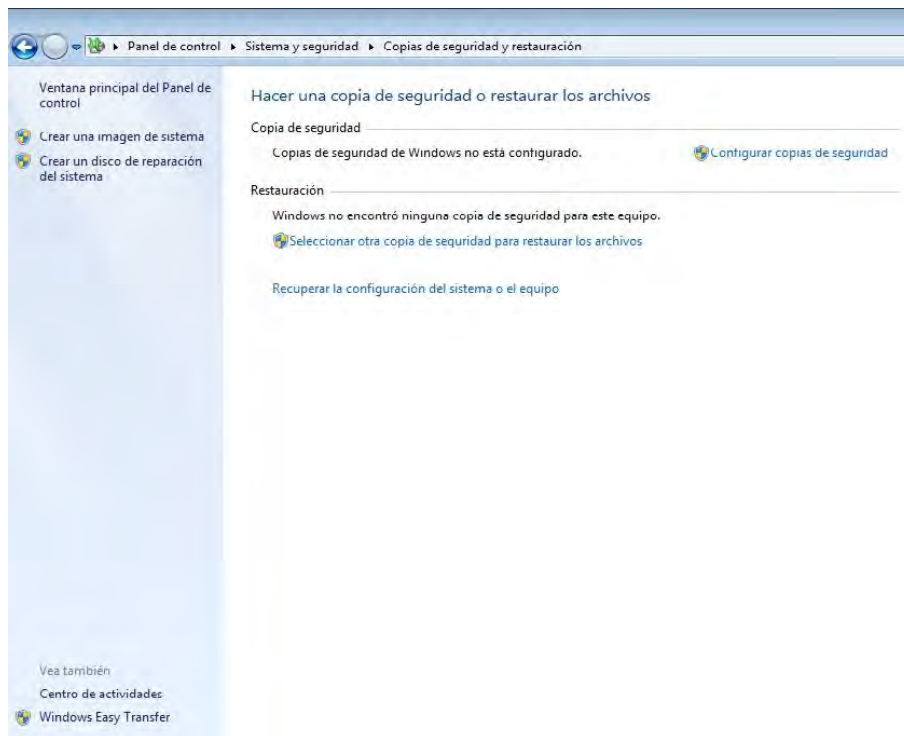 Panel de control ▸ Sistema y seguridad ▸ Copias de seguridad y restauración
Ventana principal del Panel de
control
Crear una imagen de sistema
Crear un disco de reparación
del sistema
Hacer una copia de seguridad o restaurar los archivos
Copia de seguridad
Copias de seguridad de Windows no está configurado.
Configurar copias de seguridad
Restauración
Windows no encontró ninguna copia de seguridad para este equipo.
Seleccionar otra copia de seguridad para restaurar los archivos
Recuperar la configuración del sistema o el equipo
Vea también
Centro de actividades
Windows Easy Transfer